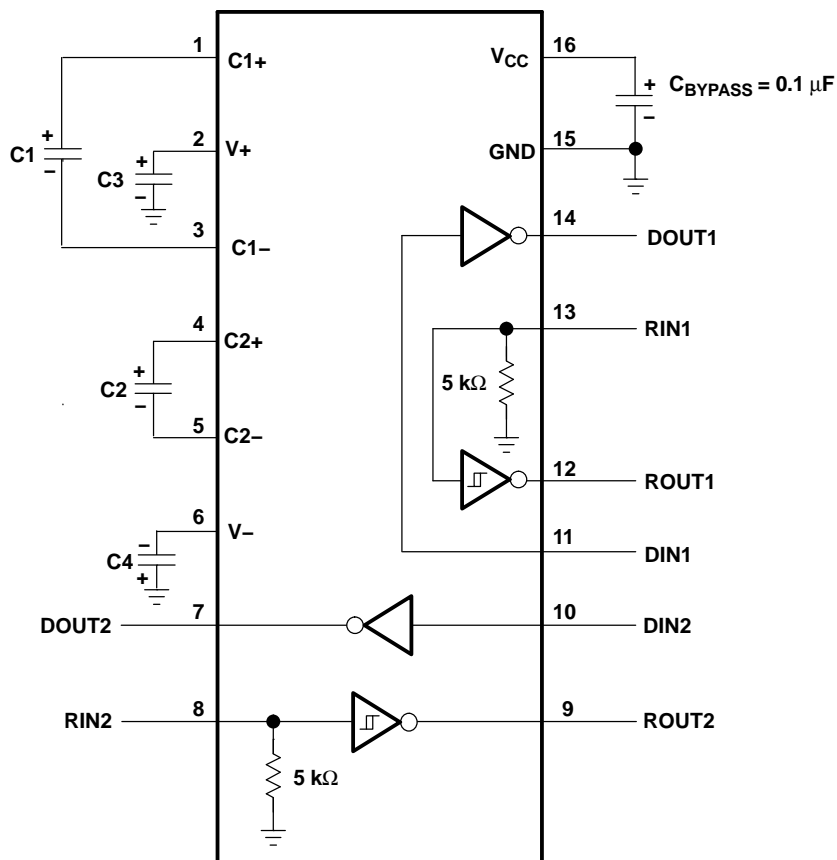 1
C1+
C1
+
−
2
V+
C3
+
−
3
C1−
4
C2+
C2
+
−
5
C2−
6
V−
C4
−
+
DOUT2
7
RIN2
8
5 kΩ
VCC
16
+
−
CBYPASS = 0.1 μF
GND
15
14
DOUT1
13
RIN1
5 kΩ
12
ROUT1
11
DIN1
10
DIN2
9
ROUT2